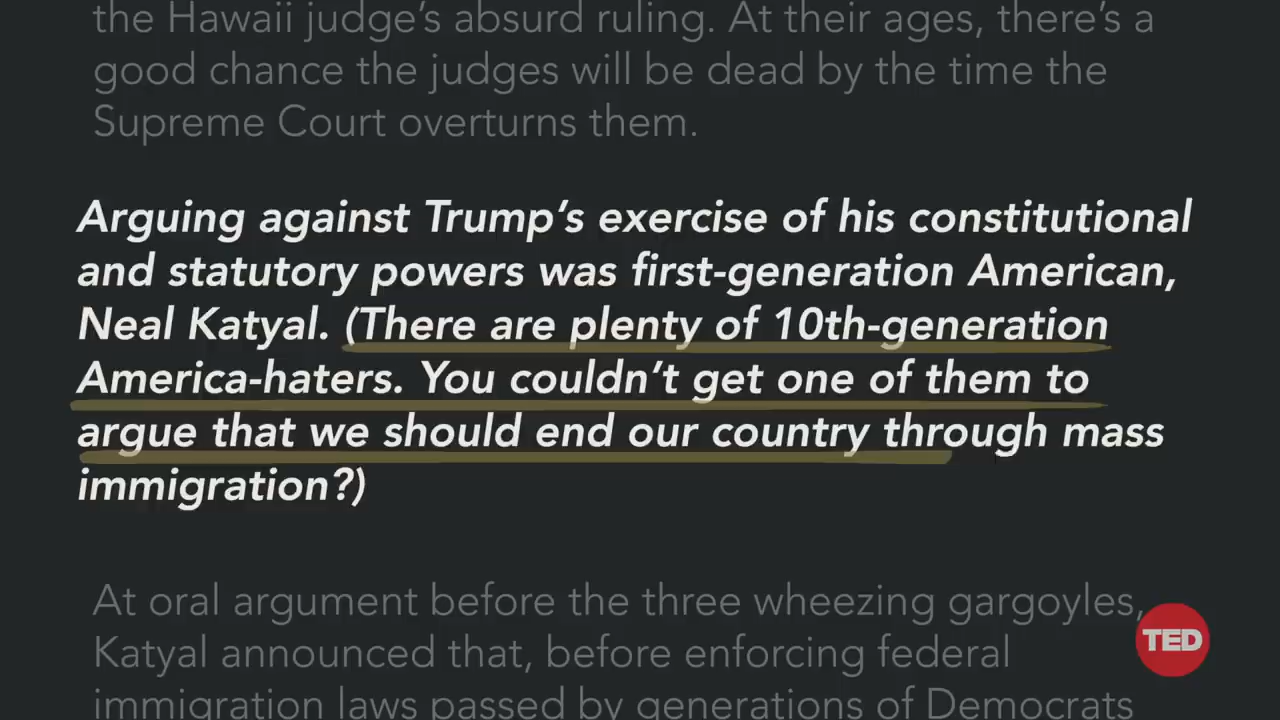 the Hawaii judge’s absurd ruling. At their ages, there’s a
good chance the judges will be dead by the time the
Supreme Court overturns them.
Arguing against Trump’s exercise of his constitutional
and statutory powers was first-generation American,
Neal Katyal. (There are plenty of 10th-generation
America-haters. You couldn’t get one of them to
argue that we should end our country through mass
immigration?)
At oral argument before the three wheezing gargoyles,
Katyal announced that, before enforcing federal
immigration laws passed by generations of Democrats
TED